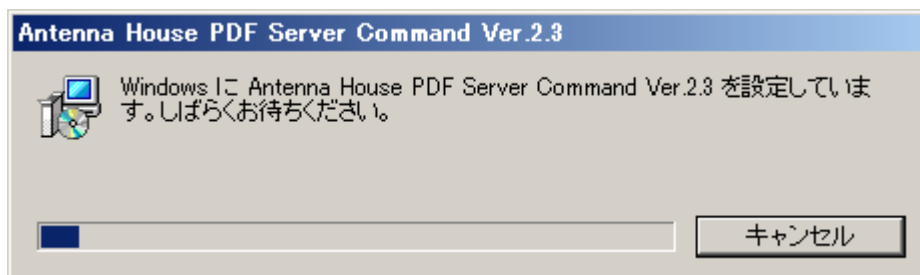 Antenna House PDF Server Command Ver.2.3
Windows に Antenna House PDF Server Command Ver.2.3 を設定していま
す。しばらくお待ちください。
キャンセル